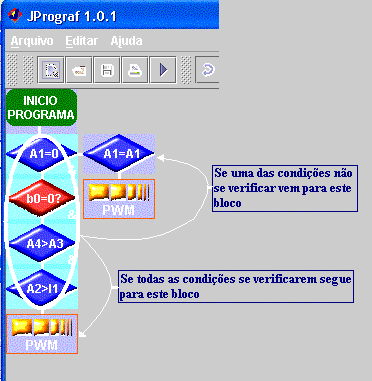 JPrograf 1.0.1
Arquivo Editar Ajuda
INICIO
PROGRAMA
A1=0 A1=A1
Se uma das condições não
se verificar vem para este
bloco
b0=0?
PWM
&
A4>A3
Se todas as condições se verificarem segue
para este bloco
A2>I1
PWM